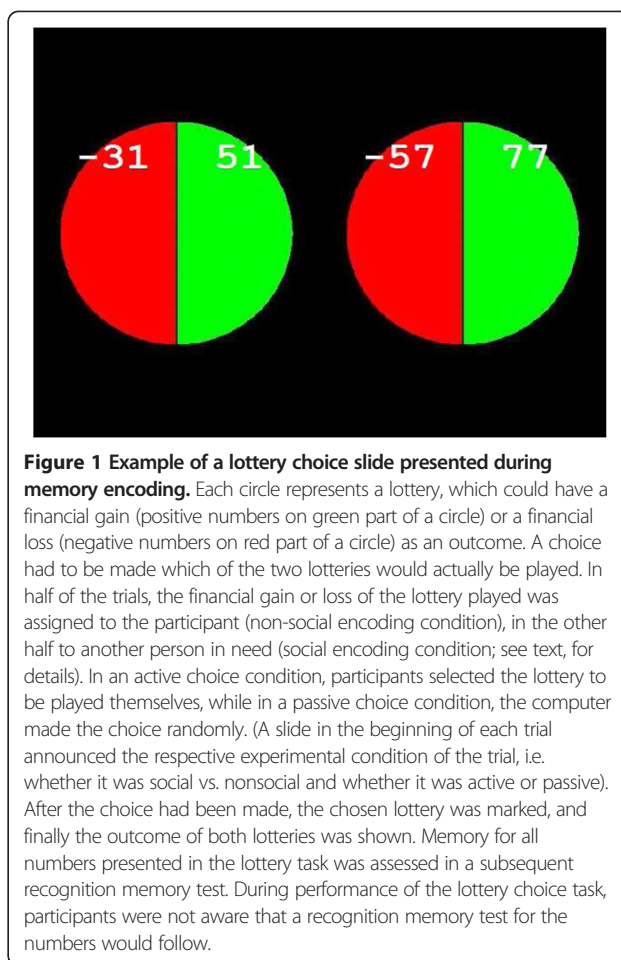 -31 51 -57 77
Figure 1 Example of a lottery choice slide presented during
memory encoding. Each circle represents a lottery, which could have a
financial gain (positive numbers on green part of a circle) or a financial
loss (negative numbers on red part of a circle) as an outcome. A choice
had to be made which of the two lotteries would actually be played. In
half of the trials, the financial gain or loss of the lottery played was
assigned to the participant (non-social encoding condition), in the other
half to another person in need (social encoding condition; see text, for
details). In an active choice condition, participants selected the lottery to
be played themselves, while in a passive choice condition, the computer
made the choice randomly. (A slide in the beginning of each trial
announced the respective experimental condition of the trial, i.e.
whether it was social vs. nonsocial and whether it was active or passive).
After the choice had been made, the chosen lottery was marked, and
finally the outcome of both lotteries was shown. Memory for all
numbers presented in the lottery task was assessed in a subsequent
recognition memory test. During performance of the lottery choice task,
participants were not aware that a recognition memory test for the
numbers would follow.